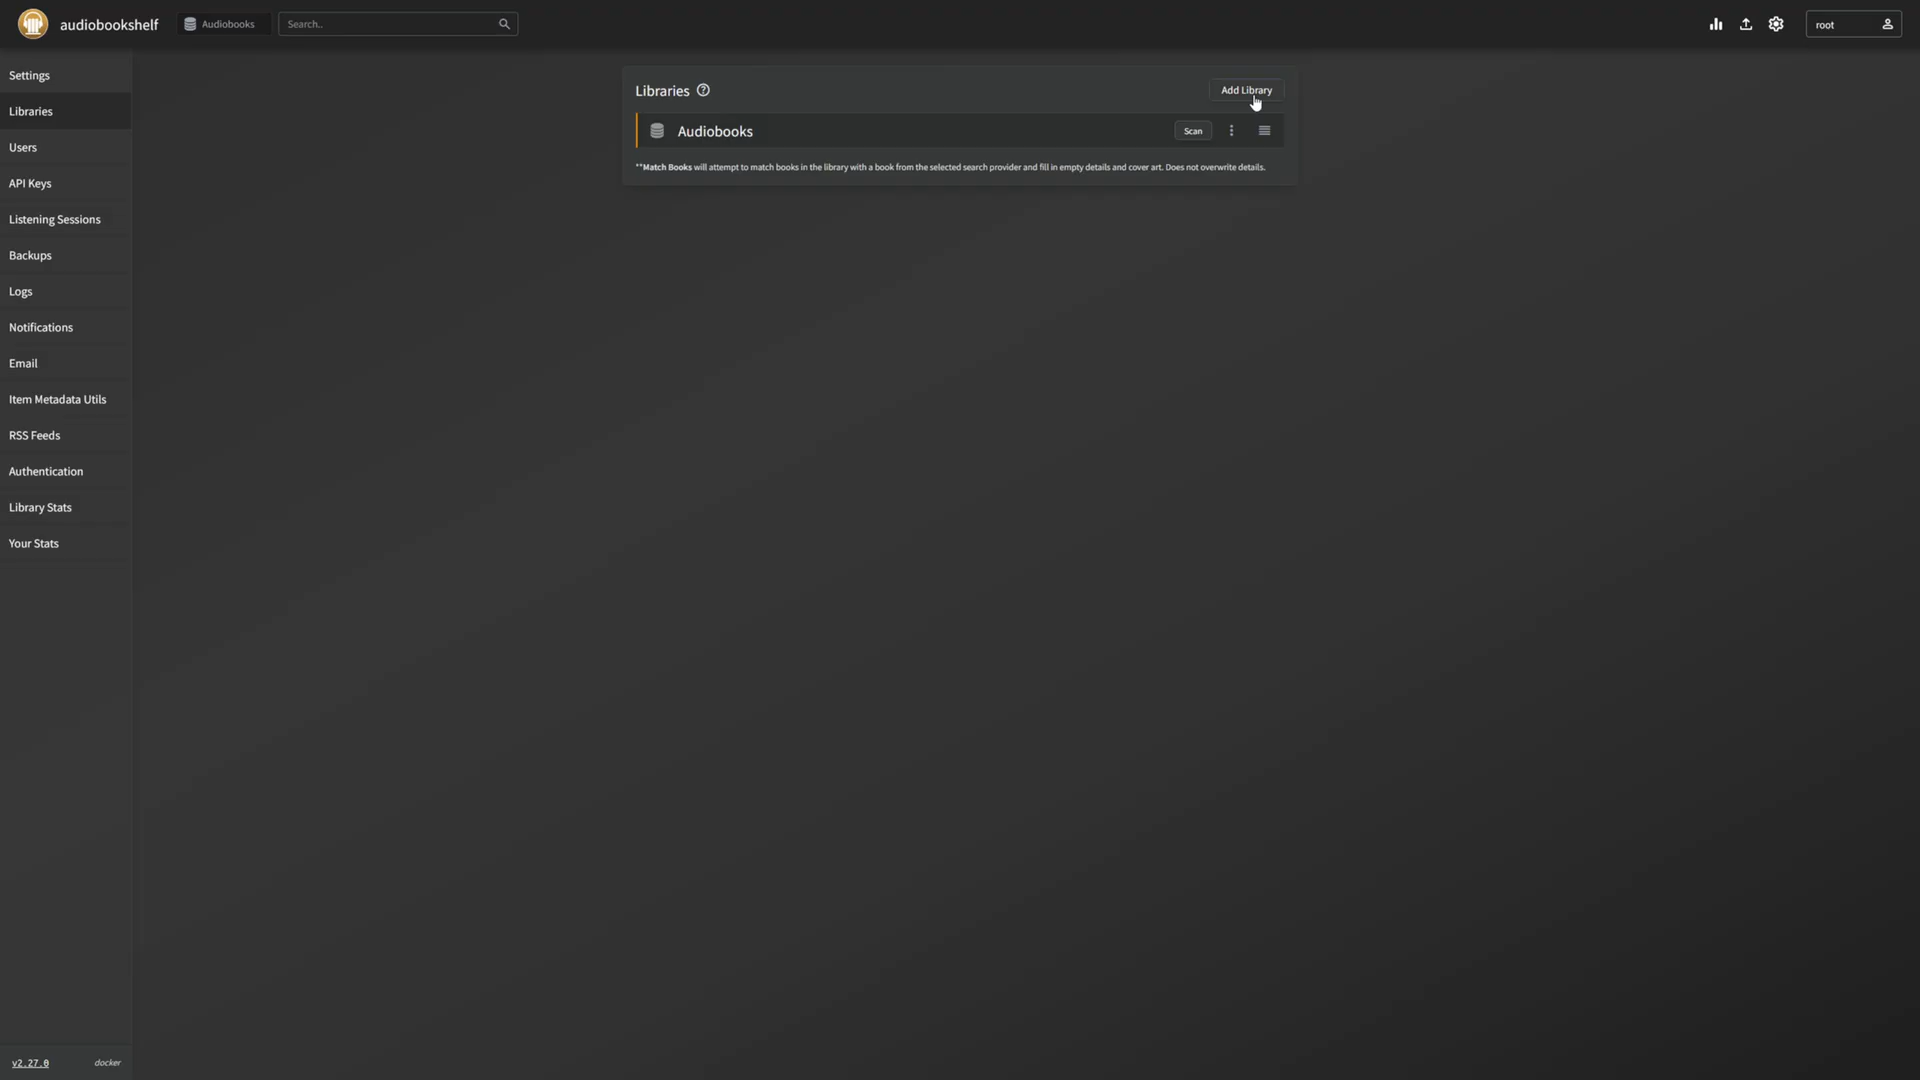 audiobookshelf
Audiobooks
Search..
root
Settings
Libraries
Users
API Keys
Listening Sessions
Backups
Logs
Notifications
Email
Item Metadata Utils
RSS Feeds
Authentication
Library Stats
Your Stats
Libraries
Add Library
Audiobooks
Scan
**Match Books will attempt to match books in the library with a book from the selected search provider and fill in empty details and cover art. Does not overwrite details.
v2.27.0
docker